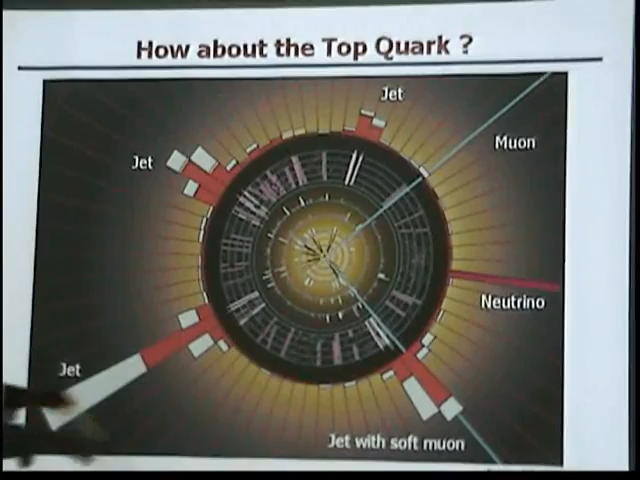 How about the Top Quark ?
Jet
Muon
Jet
Neutrino
Jet
Jet with soft muon